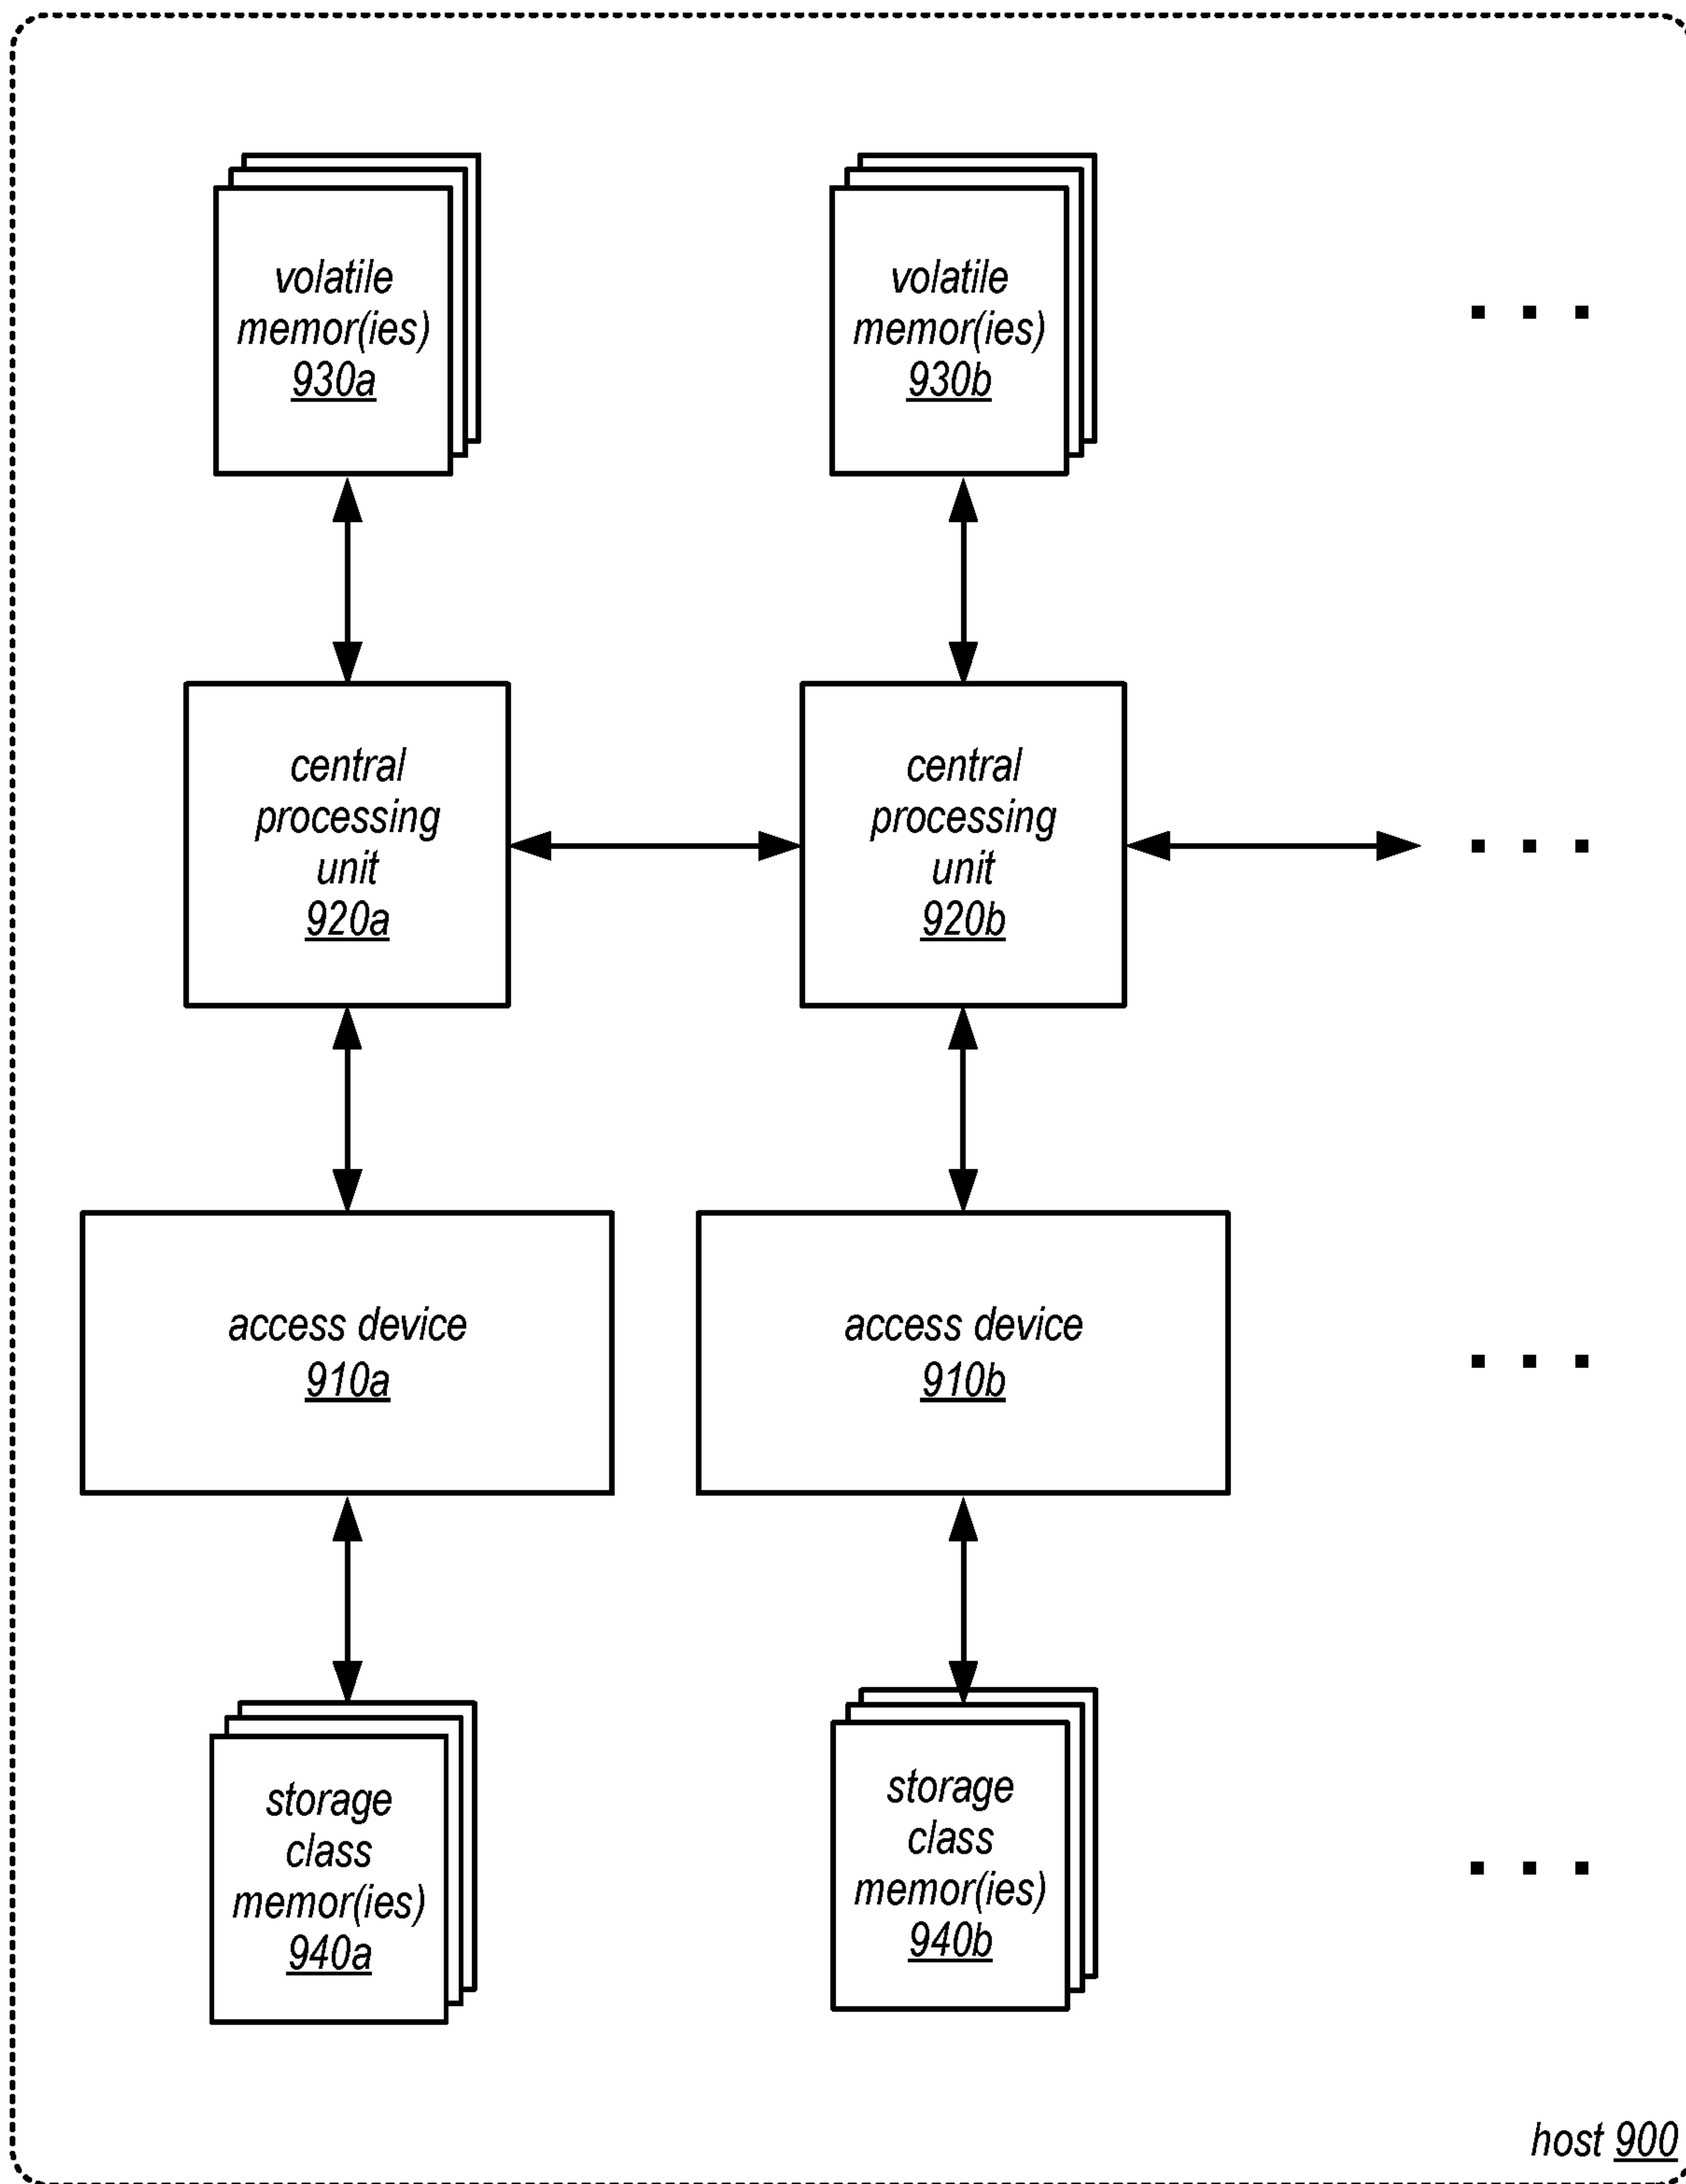 volatile
memor(ies)
930a
volatile
memor(ies)
930b
. . .
central
processing
unit
920a
central
processing
unit
920b
. . .
access device
910a
access device
910b
. . .
storage
class
memor(ies)
940a
storage
class
memor(ies)
940b
. . .
host 900